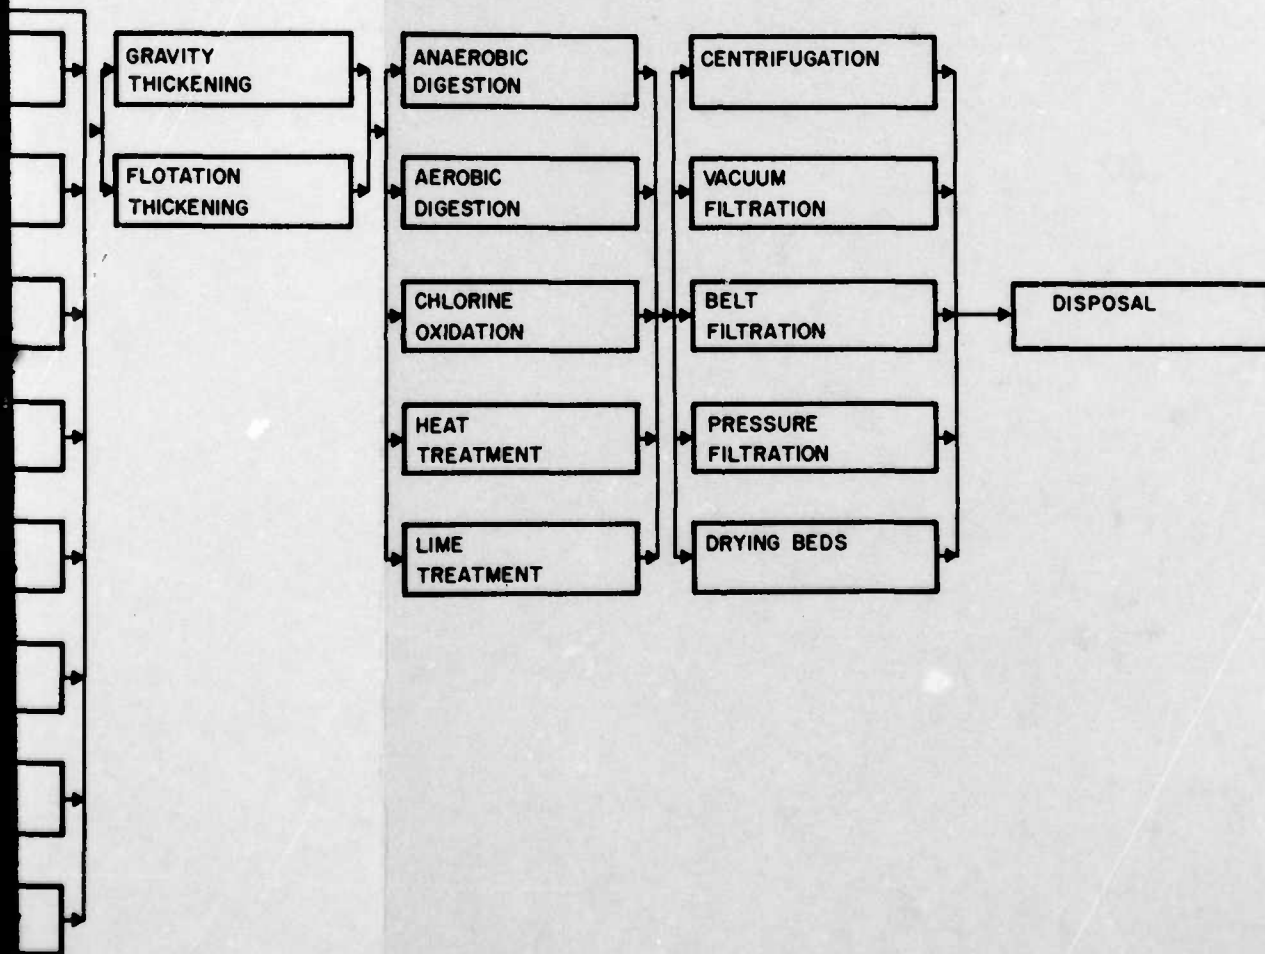 GRAVITY
THICKENING
FLOTATION
THICKENING
ANAEROBIC
DIGESTION
AEROBIC
DIGESTION
CHLORINE
OXIDATION
HEAT
TREATMENT
LIME
TREATMENT
CENTRIFUGATION
VACUUM
FILTRATION
BELT
FILTRATION
PRESSURE
FILTRATION
DRYING BEDS
DISPOSAL